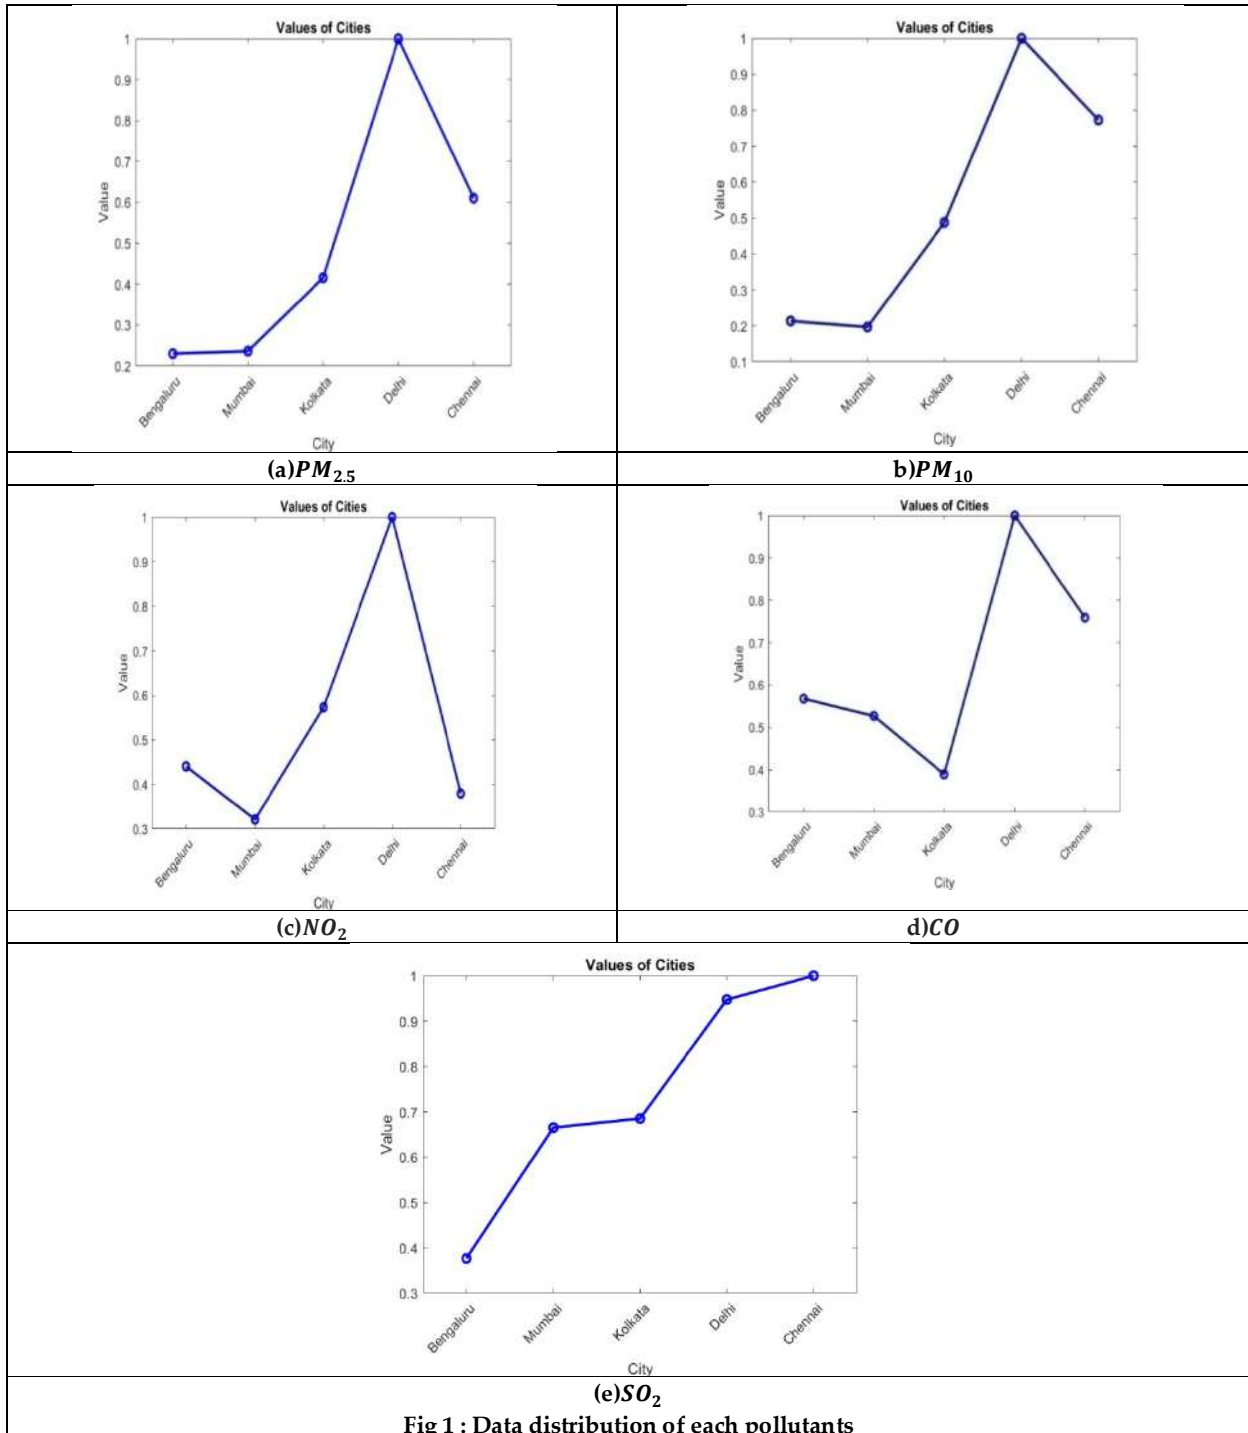 Values of Cities
1
0.9
0.8
0.7
0.6
0.5
0.4
0.3
0.2
Value
Bengaluru
Mumbai
Kolkata
Delhi
Chennai
City
(a)PM2.5
Values of Cities
1
0.9
0.8
0.7
0.6
0.5
0.4
0.3
0.2
0.1
Value
Bengaluru
Mumbai
Kolkata
Delhi
Chennai
City
b)PM10
Values of Cities
1
0.9
0.8
0.7
0.6
0.5
0.4
0.3
Value
Bengaluru
Mumbai
Kolkata
Delhi
Chennai
City
(c)NO2
Values of Cities
1
0.9
0.8
0.7
0.6
0.5
0.4
0.3
Value
Bengaluru
Mumbai
Kolkata
Delhi
Chennai
City
d)CO
Values of Cities
1
0.9
0.8
0.7
0.6
0.5
0.4
0.3
Value
Bengaluru
Mumbai
Kolkata
Delhi
Chennai
City
(e)SO2
Fig 1 : Data distribution of each pollutants